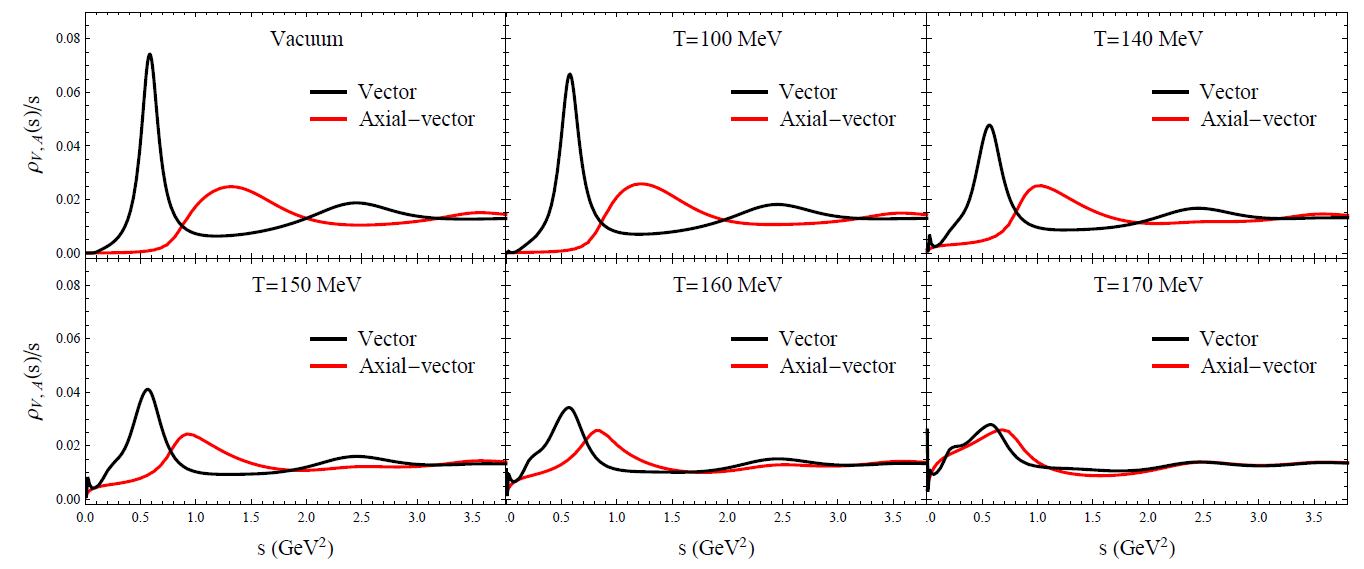 Vacuum
T=100 MeV
T=140 MeV
Vector
Axial−vector
Vector
Axial−vector
Vector
Axial−vector
ρV,A(s)/s
0.08
0.06
0.04
0.02
0.00
T=150 MeV
T=160 MeV
T=170 MeV
Vector
Axial−vector
Vector
Axial−vector
Vector
Axial−vector
ρV,A(s)/s
0.08
0.06
0.04
0.02
0.00
0.0 0.5 1.0 1.5 2.0 2.5 3.0 3.5
.0 0.5 1.0 1.5 2.0 2.5 3.0 3.5
.0 0.5 1.0 1.5 2.0 2.5 3.0 3.5
s (GeV²)
s (GeV²)
s (GeV²)